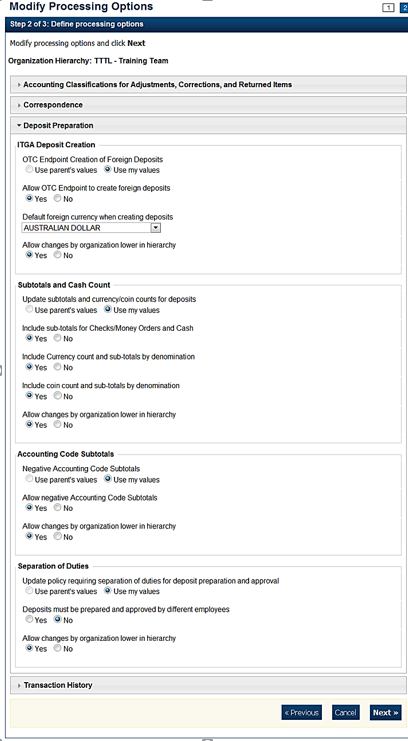 Modify Processing Options
1 2
Step 2 of 3: Define processing options
Modify processing options and click Next
Organization Hierarchy: TTTL - Training Team
Accounting Classifications for Adjustments, Corrections, and Returned Items
Correspondence
Deposit Preparation
ITGA Deposit Creation
OTC Endpoint Creation of Foreign Deposits
Use parent's values Use my values
Allow OTC Endpoint to create foreign deposits
Yes No
Default foreign currency when creating deposits
AUSTRALIAN DOLLAR
Allow changes by organization lower in hierarchy
Yes No
Subtotals and Cash Count
Update subtotals and currency/coin counts for deposits
Use parent's values Use my values
Include sub-totals for Checks/Money Orders and Cash
Yes No
Include Currency count and sub-totals by denomination
Yes No
Include coin count and sub-totals by denomination
Yes No
Allow changes by organization lower in hierarchy
Yes No
Accounting Code Subtotals
Negative Accounting Code Subtotals
Use parent's values Use my values
Allow negative Accounting Code Subtotals
Yes No
Allow changes by organization lower in hierarchy
Yes No
Separation of Duties
Update policy requiring separation of duties for deposit preparation and approval
Use parent's values Use my values
Deposits must be prepared and approved by different employees
Yes No
Allow changes by organization lower in hierarchy
Yes No
Transaction History
« Previous Cancel Next »